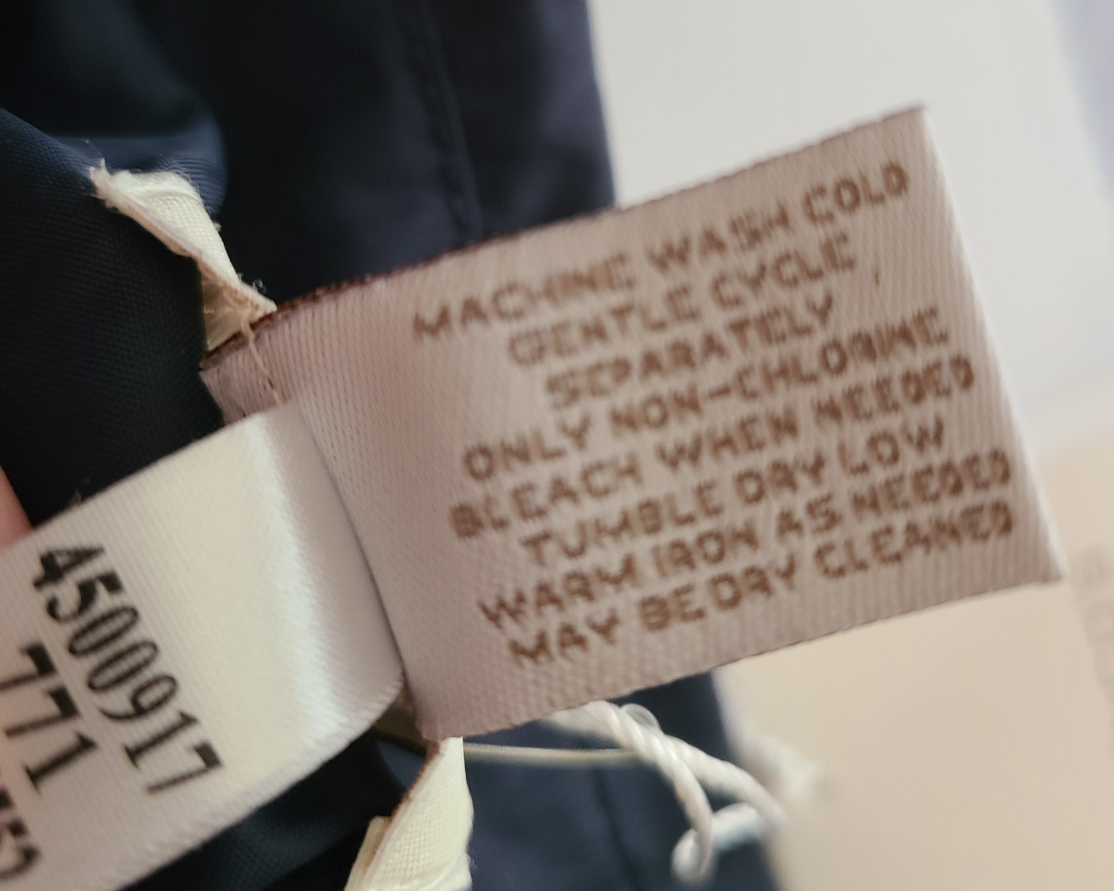 MACHINE WASH COLD
GENTLE CYCLE
SEPARATELY
ONLY NON-CHLORINE
BLEACH WHEN NEEDED
TUMBLE DRY LOW
WARM IRON AS NEEDED
MAY BE DRY CLEANED
4500917
771